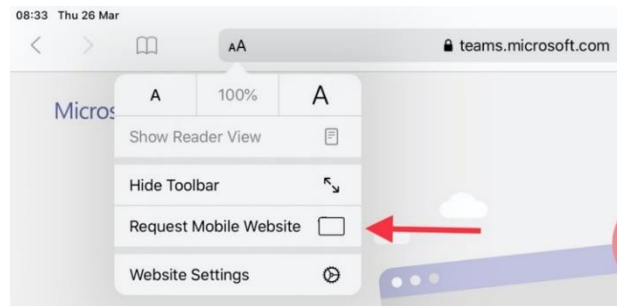 08:33 Thu 26 Mar
AA teams.microsoft.com
A 100% A
Micros
Show Reader View
Hide Toolbar
Request Mobile Website
Website Settings